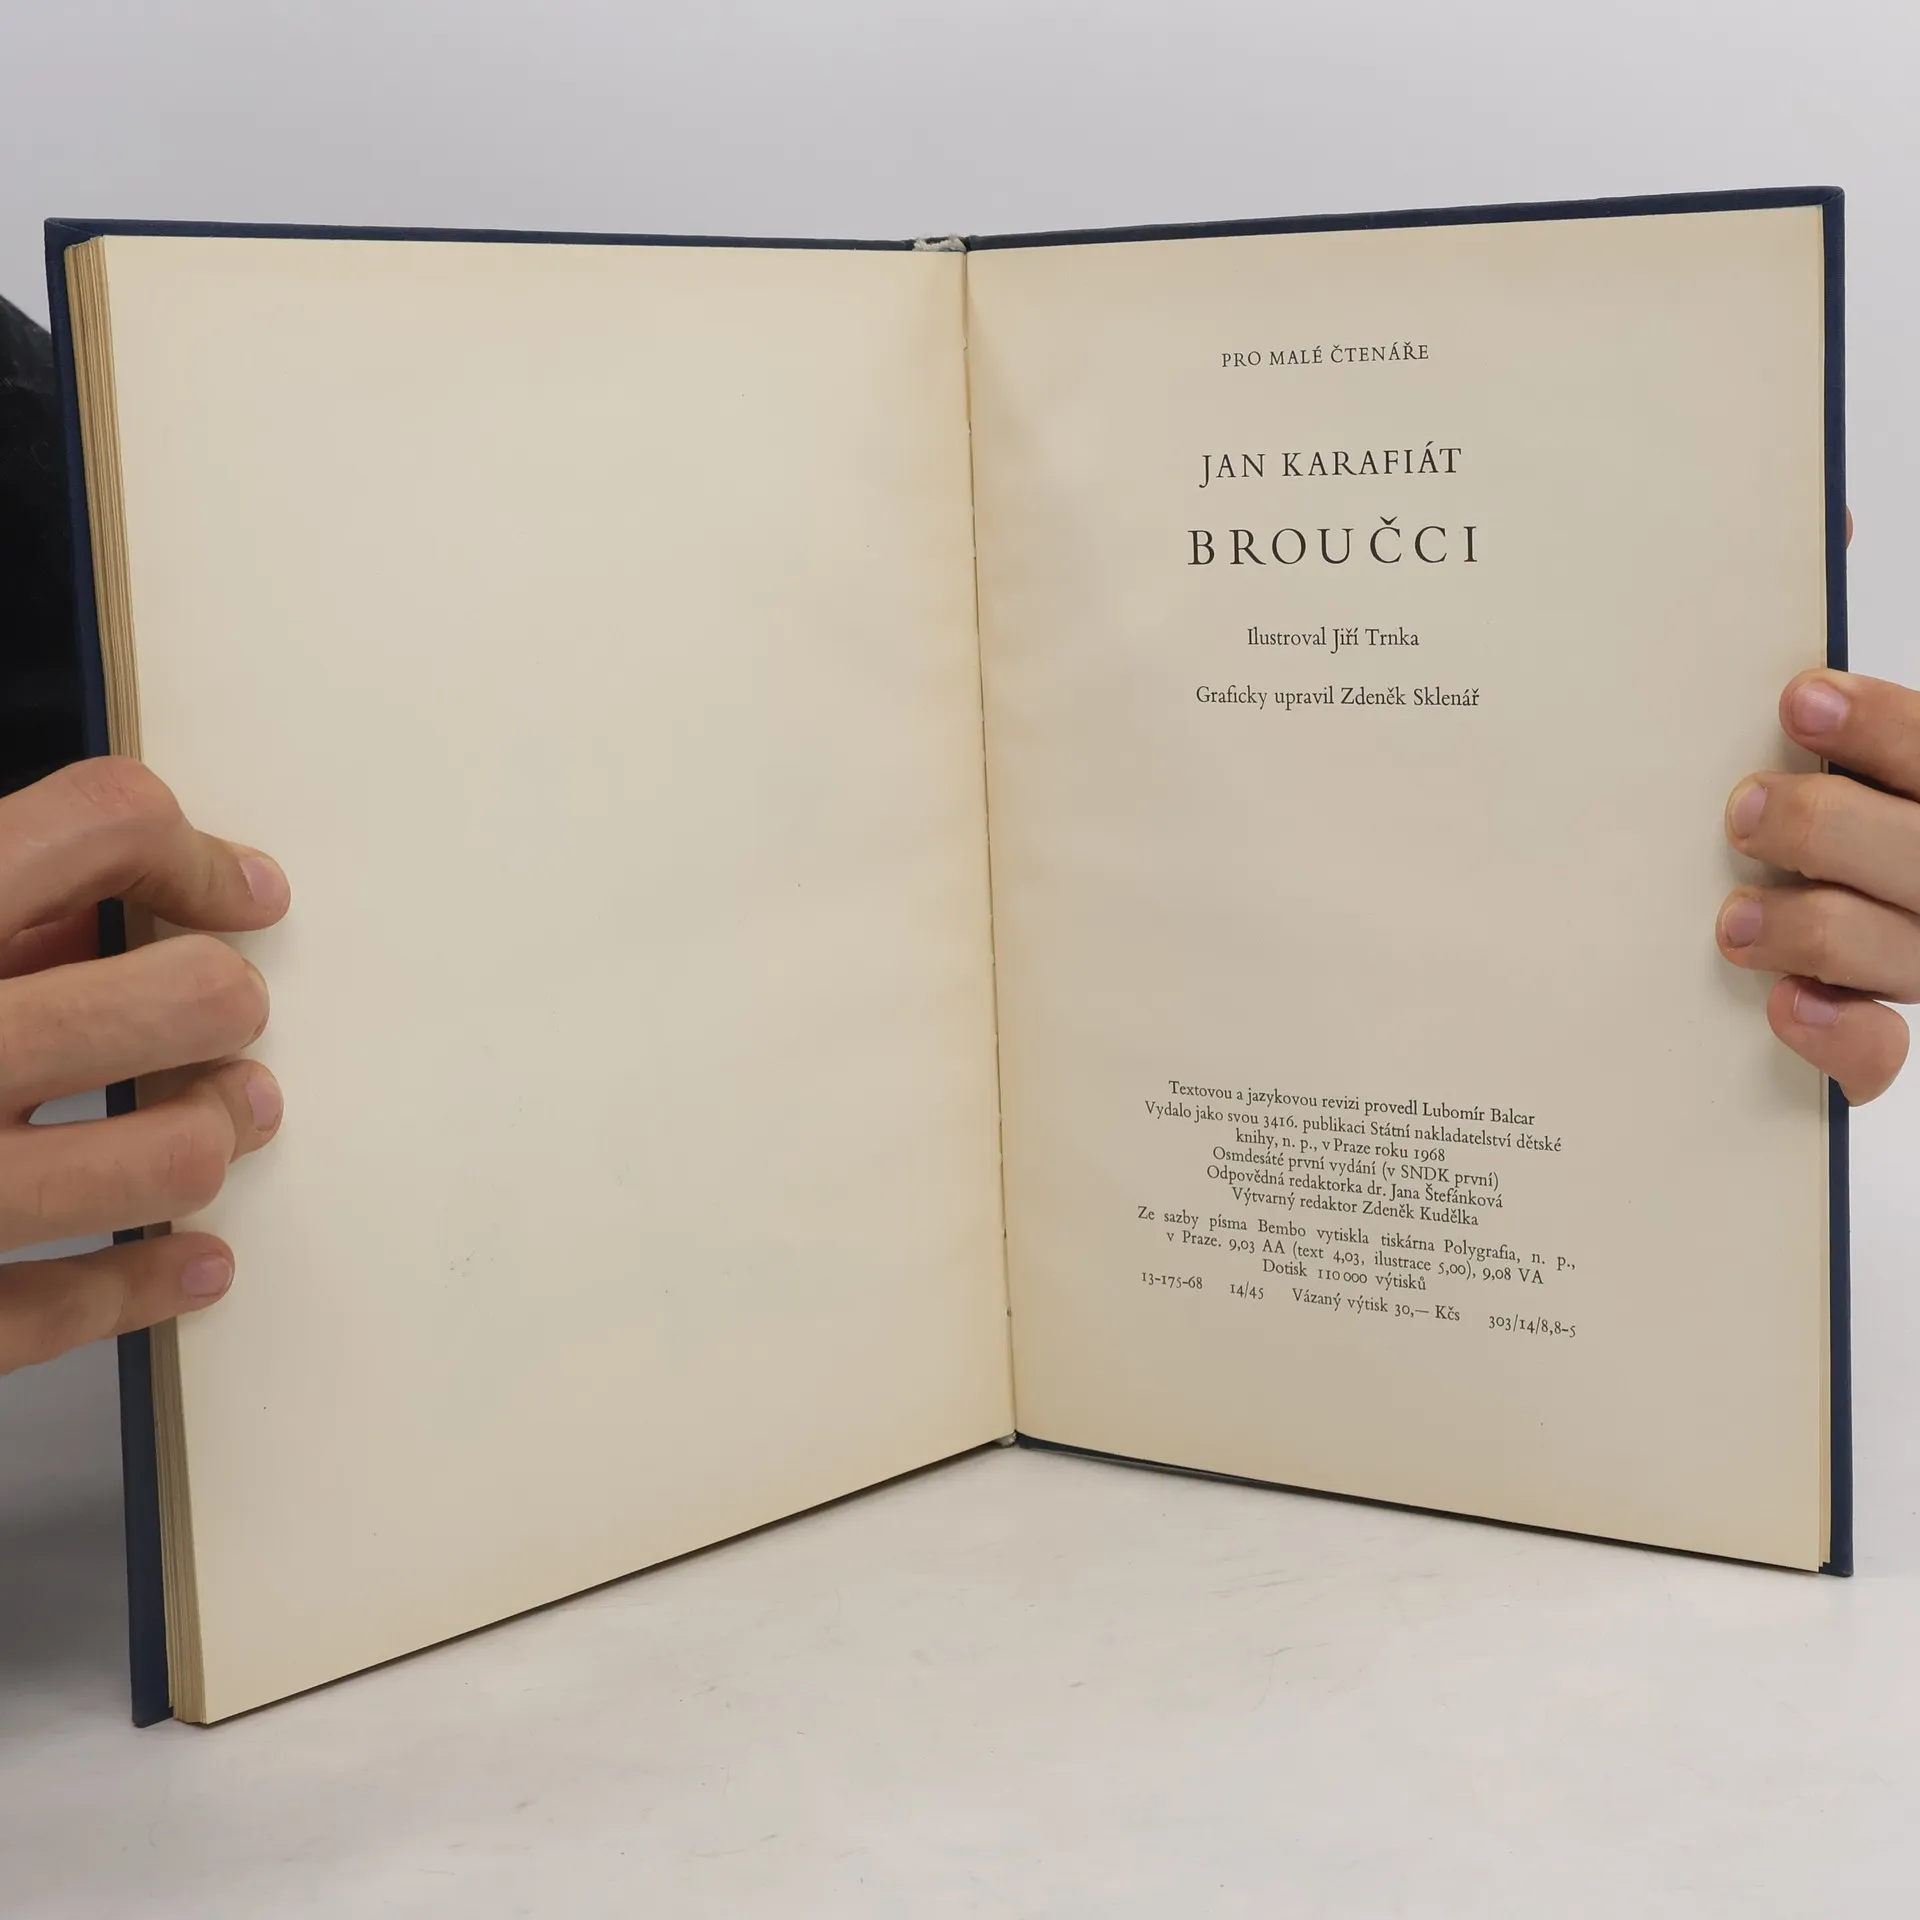 PRO MALÉ ČTENÁŘE
JAN KARAFIÁT
BROUČCI
Ilustroval Jiří Trnka
Graficky upravil Zdeněk Sklenář
Textovou a jazykovou revizi provedl Lubomír Balcar
Vydalo jako svou 3416. publikaci Státní nakladatelství dětské
knihy, n. p., v Praze roku 1968
Osmdesáté první vydání (v SNDK první)
Odpovědná redaktorka dr. Jana Štefánková
Výtvarný redaktor Zdeněk Kudělka
Ze sazby písma Bembo vytiskla tiskárna Polygrafia, n. p.,
v Praze. 9,03 AA (text 4,03, ilustrace 5,00), 9,08 VA
Dotisk 110 000 výtisků
13-175-68 14/45 Vázaný výtisk 30,— Kčs 303/14/8,8-5